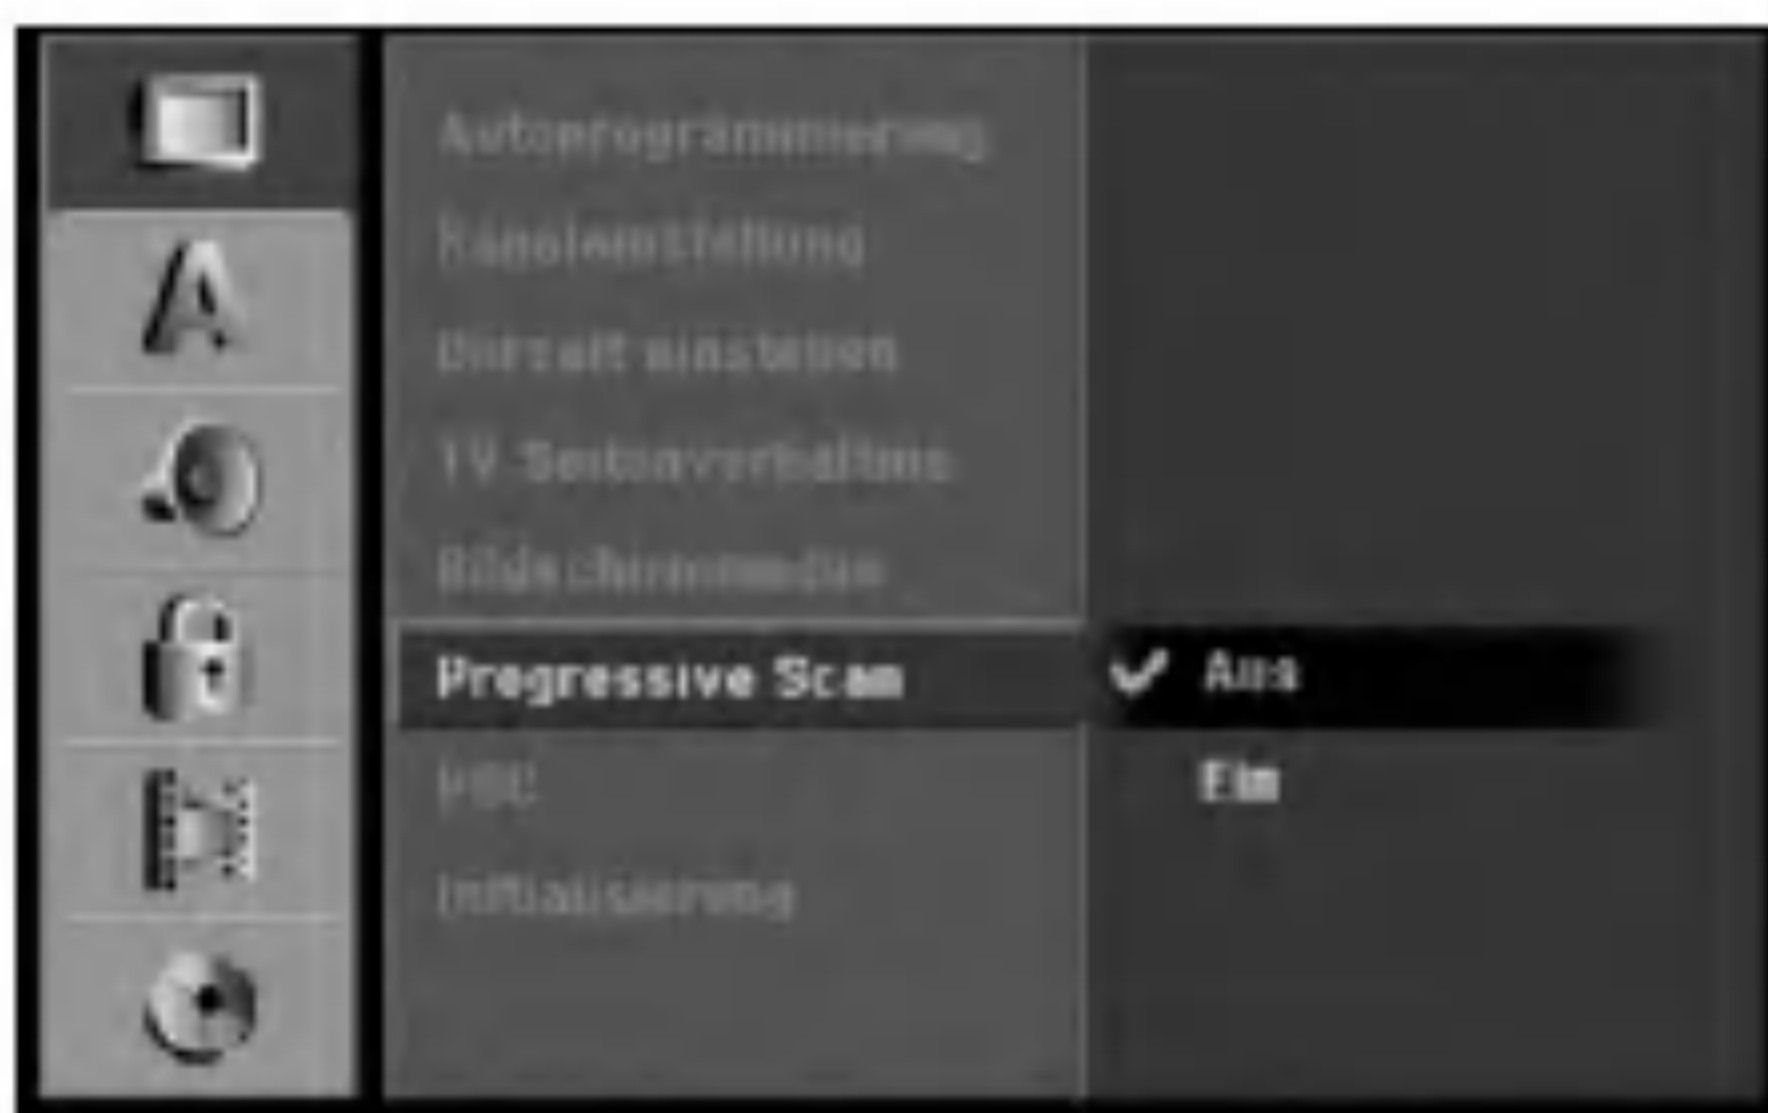 A
Autoprogrammierung
Kanaleinstellung
Uhrzeit einstellen
TV-Seitenverhältnis
Bildschirmmodus
Progressive Scan
Aus
PBC
Ein
Initialisierung